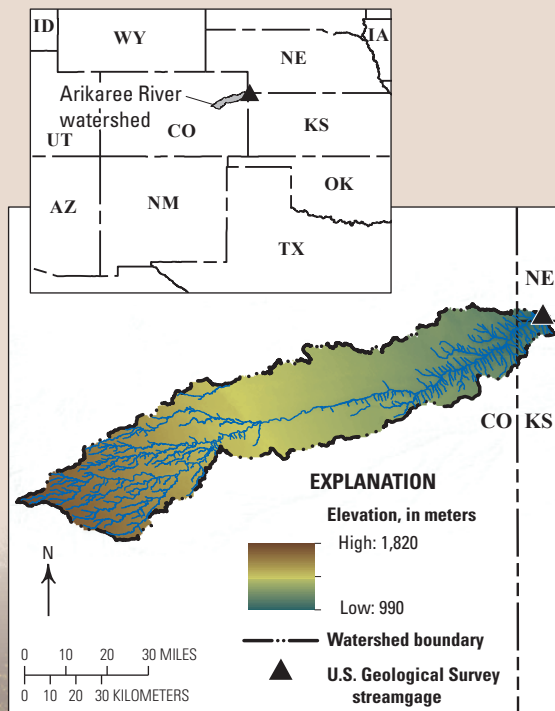 ID
WY
NE
IA
Arikaree River
watershed
UT
CO
KS
AZ
NM
OK
TX
NE
CO
KS
EXPLANATION
Elevation, in meters
High: 1,820
Low: 990
Watershed boundary
U.S. Geological Survey
streamgage
N
0 10 20 30 MILES
0 10 20 30 KILOMETERS